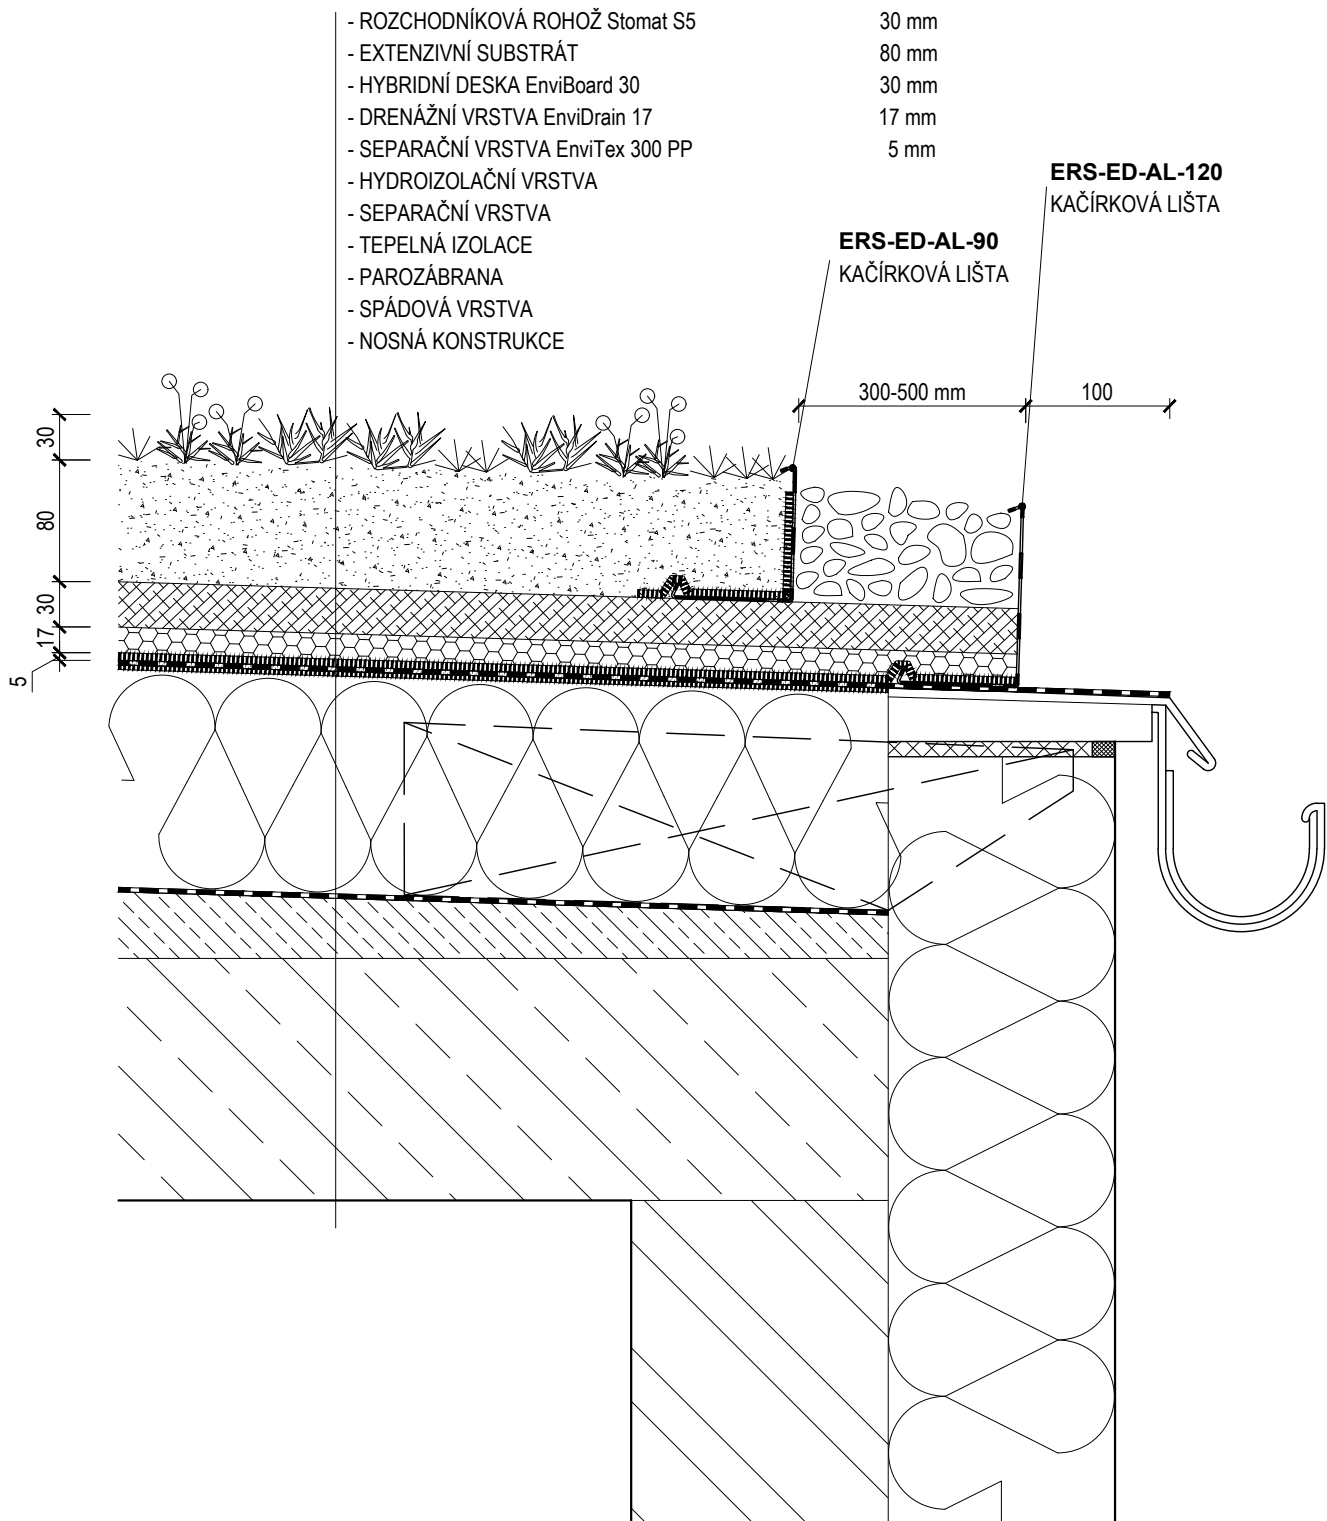 - ROZCHODNÍKOVÁ ROHOŽ Stomat S5 30 mm
- EXTENZIVNÍ SUBSTRÁT 80 mm
- HYBRIDNÍ DESKA EnviBoard 30 30 mm
- DRENÁŽNÍ VRSTVA EnviDrain 17 17 mm
- SEPARAČNÍ VRSTVA EnviTex 300 PP 5 mm
- HYDROIZOLAČNÍ VRSTVA
- SEPARAČNÍ VRSTVA
- TEPELNÁ IZOLACE
- PAROZÁBRANA
- SPÁDOVÁ VRSTVA
- NOSNÁ KONSTRUKCE
ERS-ED-AL-120
KAČÍRKOVÁ LIŠTA
ERS-ED-AL-90
KAČÍRKOVÁ LIŠTA
300-500 mm
100
30
80
30
17
5